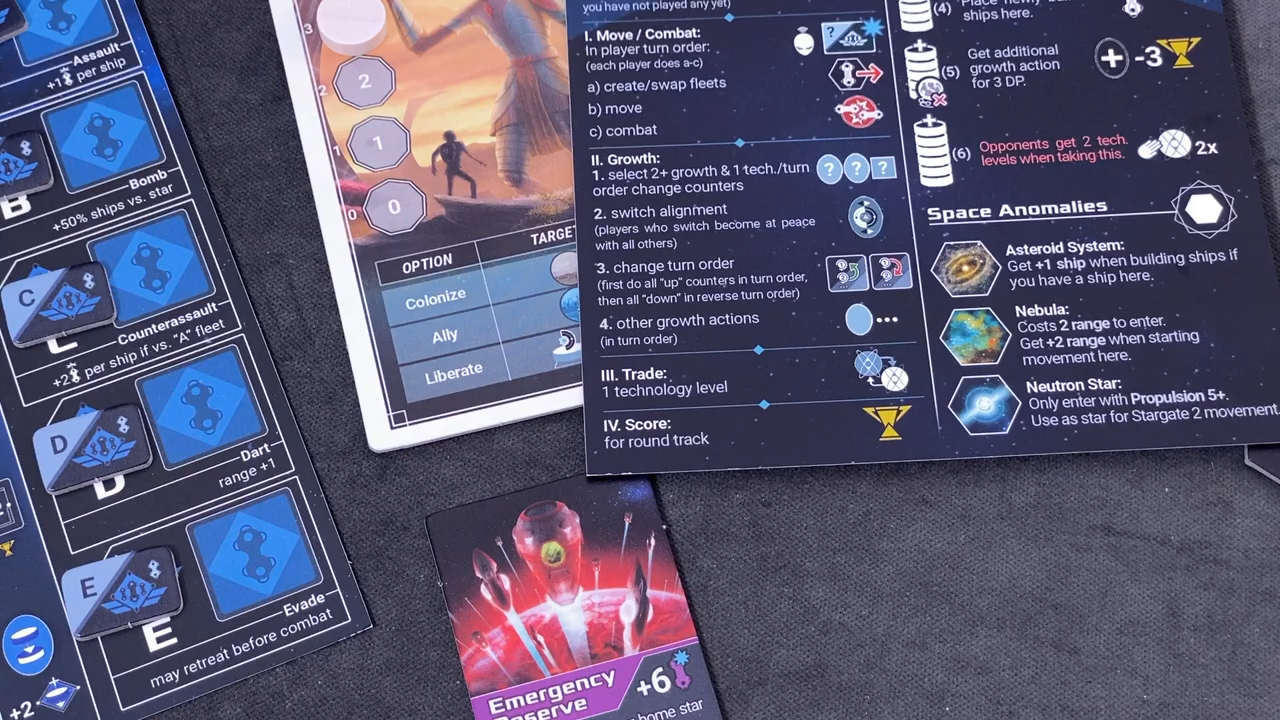 Assault
+1 per ship
B
Bomb
+50% ships vs. star
C
Counterassault
+2 per ship if vs. "A" fleet
D
D
Dart
range +1
E
E
Evade
may retreat before combat
+2
3
2
2
1
1
0
0
OPTION
TARGET
Colonize
Ally
Liberate
you have not played any yet)
I. Move / Combat:
In player turn order:
(each player does a-c)
?
a) create/swap fleets
b) move
c) combat
II. Growth:
1. select 2+ growth & 1 tech./turn
order change counters
? ? ?
2. switch alignment
(players who switch become at peace
with all others)
3. change turn order
(first do all "up" counters in turn order,
then all "down" in reverse turn order)
4. other growth actions
(in turn order)
III. Trade:
1 technology level
IV. Score:
for round track
(4)
ships here.
(5)
Get additional
growth action
for 3 DP.
+ -3
(6)
Opponents get 2 tech.
levels when taking this.
2x
Space Anomalies
Asteroid System:
Get +1 ship when building ships if
you have a ship here.
Nebula:
Costs 2 range to enter.
Get +2 range when starting
movement here.
Neutron Star:
Only enter with Propulsion 5+.
Use as star for Stargate 2 movement
Emergency
Reserve
+6
home star